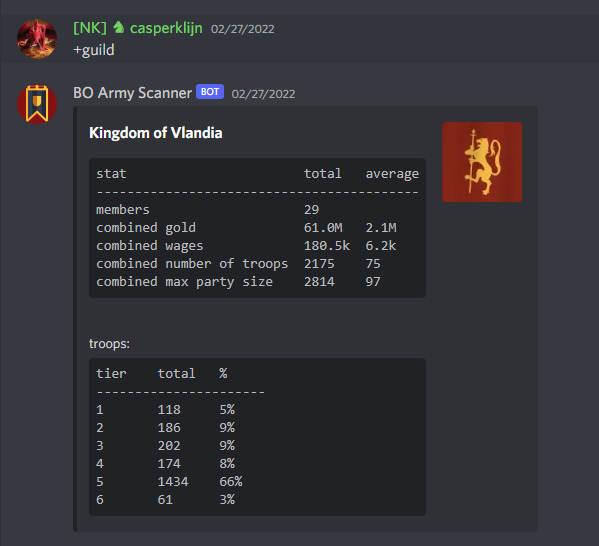 [NK] casperklijn 02/27/2022
+guild
BO Army Scanner BOT 02/27/2022
Kingdom of Vlandia
stat total average
-----------------------------------------
members 29
combined gold 61.0M 2.1M
combined wages 180.5k 6.2k
combined number of troops 2175 75
combined max party size 2814 97
troops:
tier total %
----------------------
1 118 5%
2 186 9%
3 202 9%
4 174 8%
5 1434 66%
6 61 3%